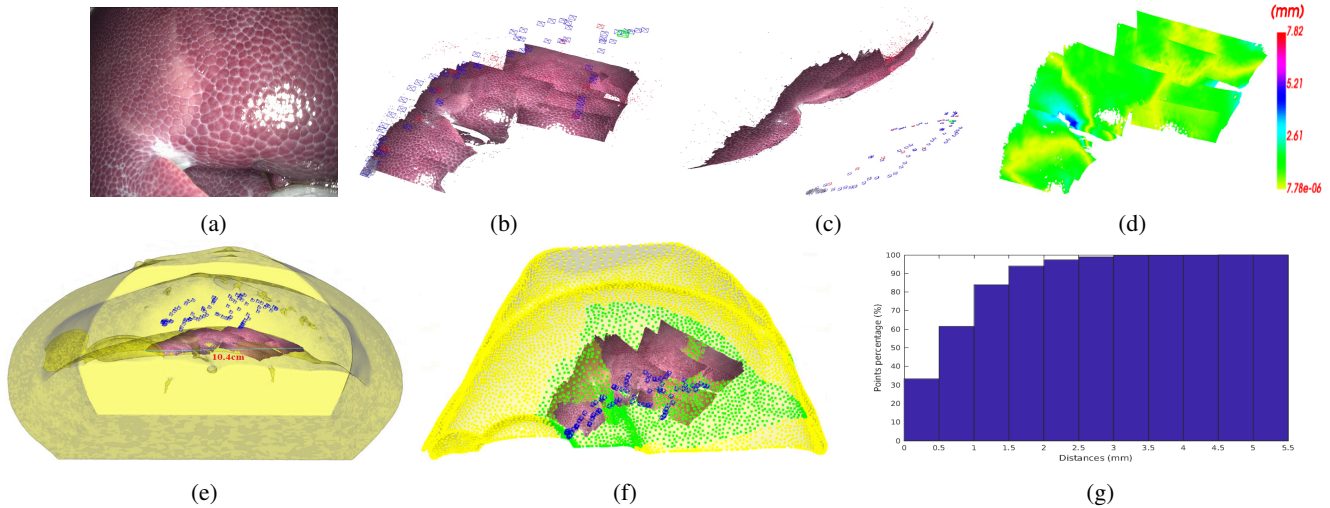 (mm)
7.82
5.21
2.61
7.78e-06
(a)
(b)
(c)
(d)
10.4cm
100
90
80
70
60
50
40
30
20
10
0
Points percentage (%)
0 0.5 1 1.5 2 2.5 3 3.5 4 4.5 5 5.5
Distances (mm)
(e)
(f)
(g)